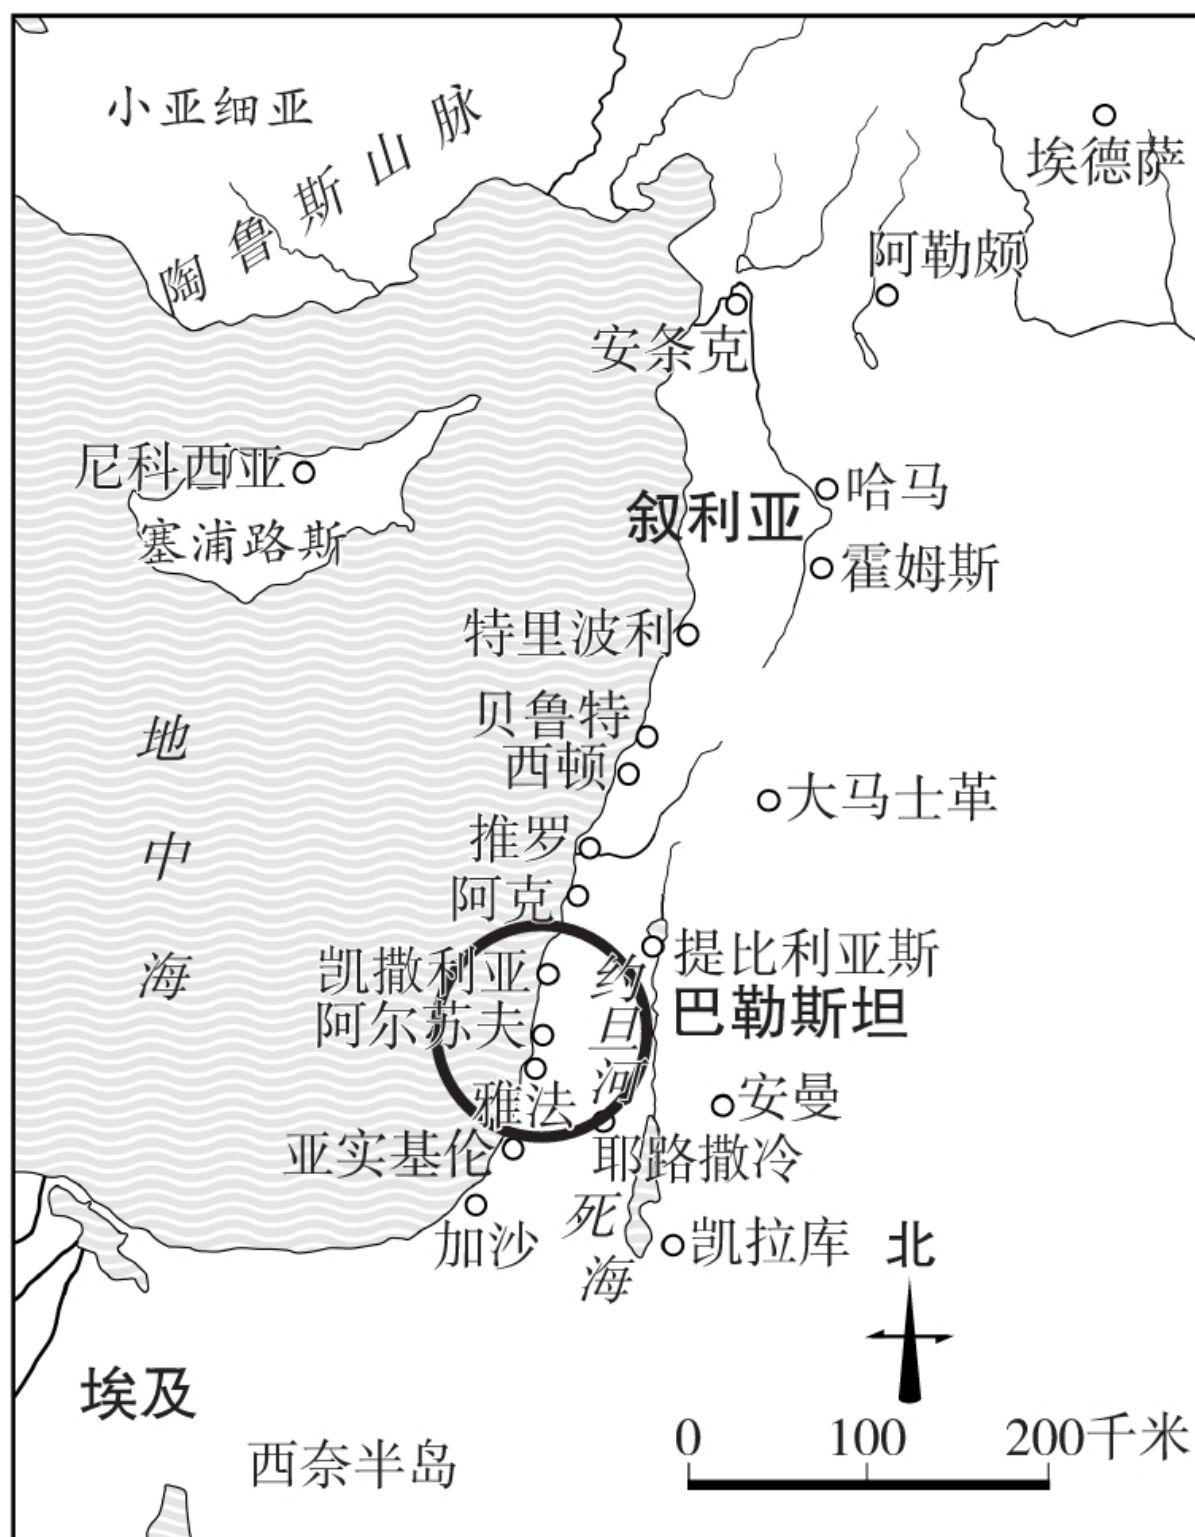 小亚细亚
陶鲁斯山脉
埃德萨
阿勒颇
安条克
尼科西亚
塞浦路斯
哈马
叙利亚
霍姆斯
特里波利
贝鲁特
西顿
地中海
大马士革
推罗
阿克
凯撒利亚
约旦河
提比利亚斯
阿尔苏夫
巴勒斯坦
雅法
安曼
亚实基伦
耶路撒冷
加沙
死海
凯拉库
北
埃及
西奈半岛
0 100 200千米